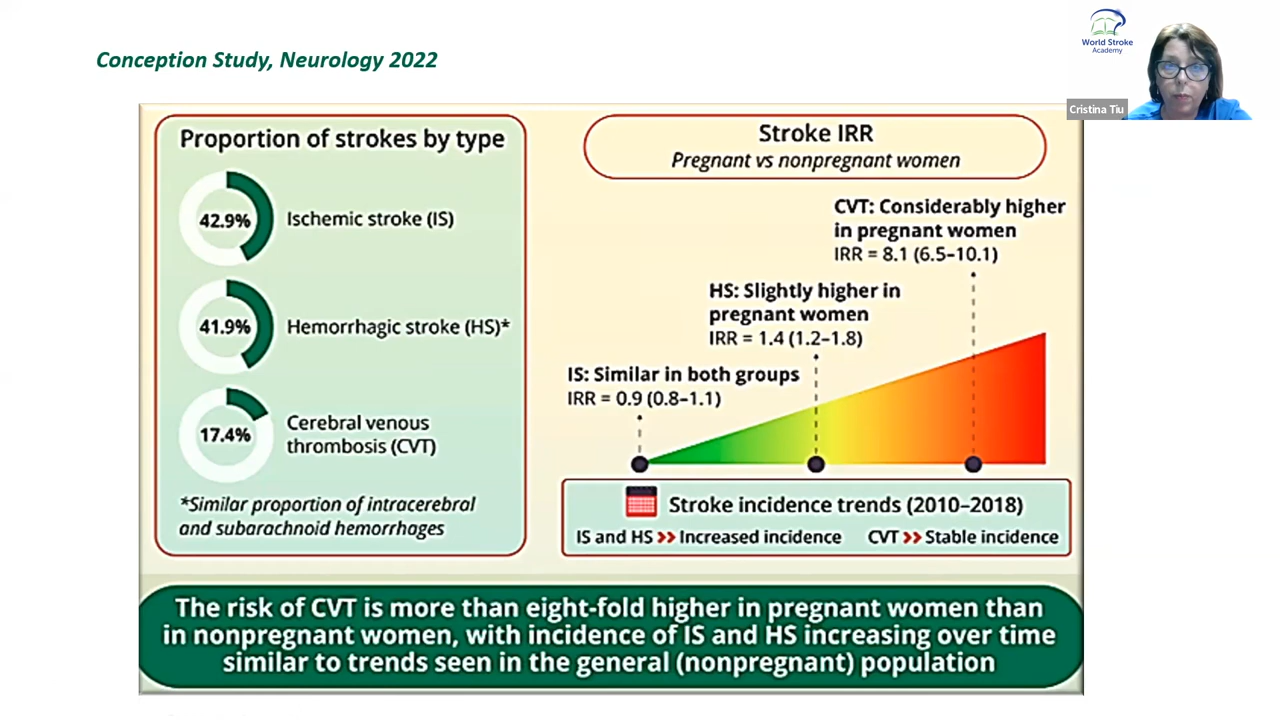 Conception Study, Neurology 2022
World Stroke
Academy
Cristina Tiu
Proportion of strokes by type
42.9%
Ischemic stroke (IS)
41.9%
Hemorrhagic stroke (HS)*
17.4%
Cerebral venous
thrombosis (CVT)
*Similar proportion of intracerebral
and subarachnoid hemorrhages
Stroke IRR
Pregnant vs nonpregnant women
CVT: Considerably higher
in pregnant women
IRR = 8.1 (6.5–10.1)
HS: Slightly higher in
pregnant women
IRR = 1.4 (1.2–1.8)
IS: Similar in both groups
IRR = 0.9 (0.8–1.1)
Stroke incidence trends (2010–2018)
IS and HS >> Increased incidence CVT >> Stable incidence
The risk of CVT is more than eight-fold higher in pregnant women than
in nonpregnant women, with incidence of IS and HS increasing over time
similar to trends seen in the general (nonpregnant) population